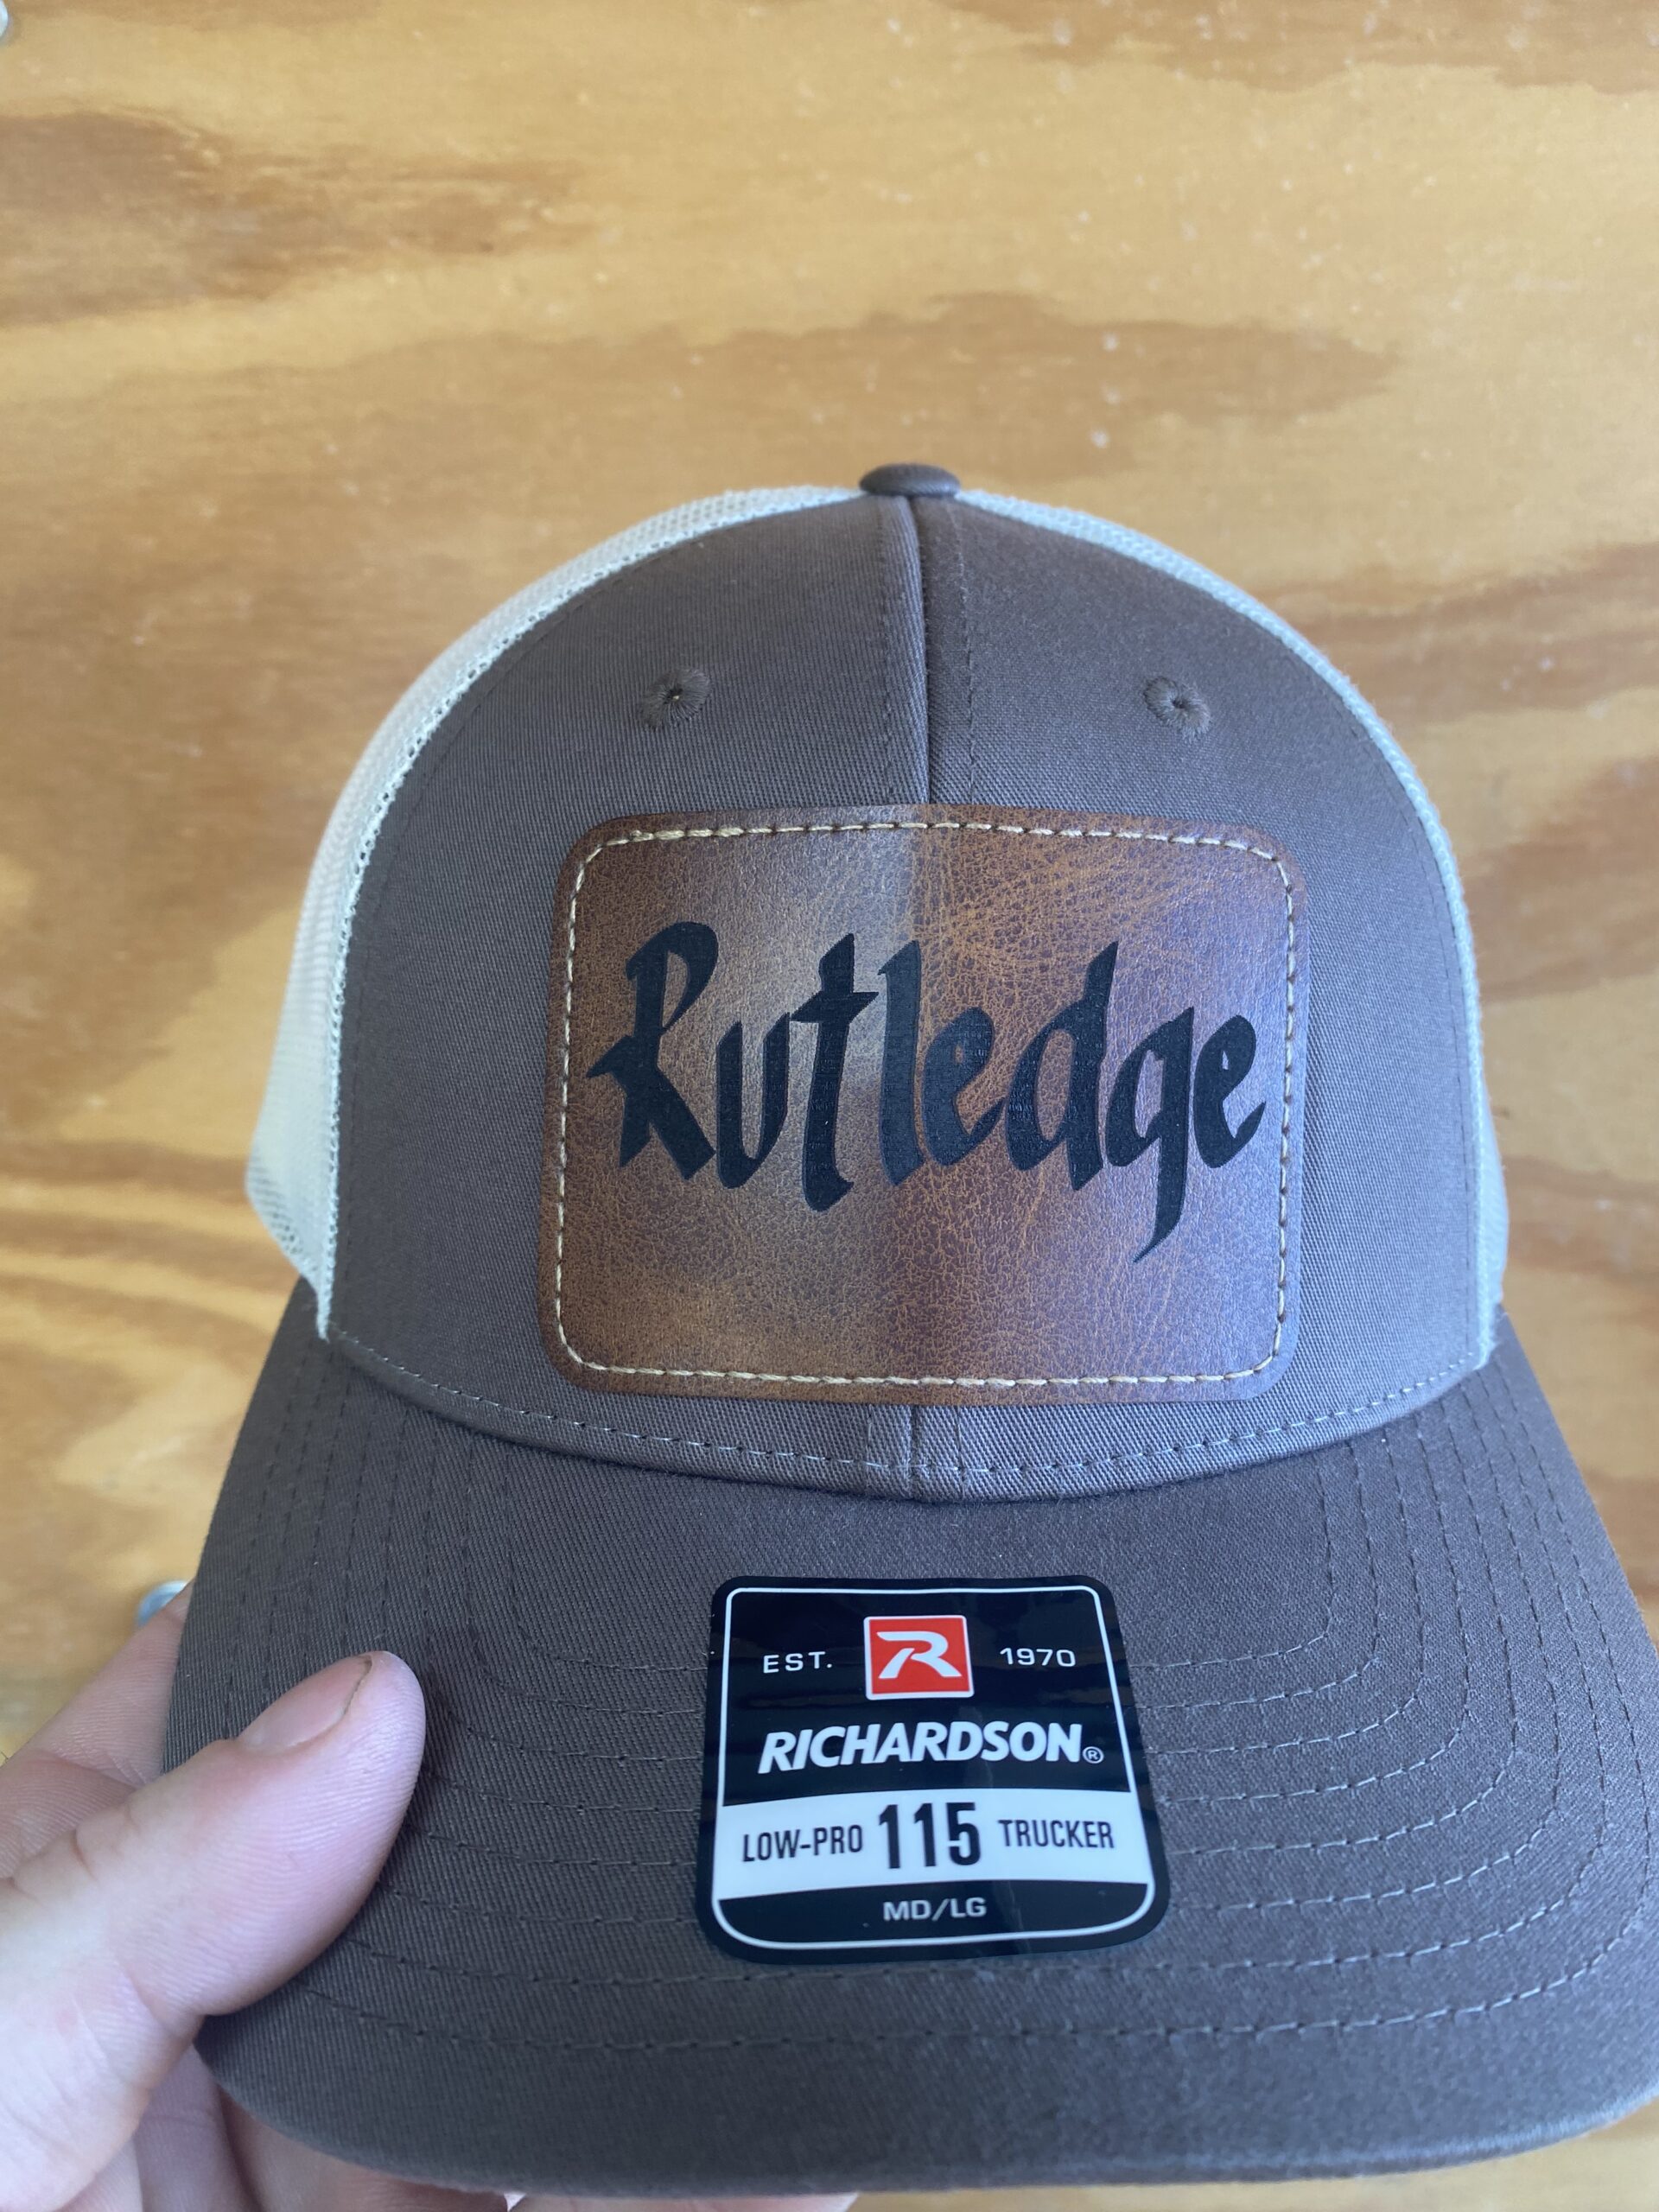 Rutledge
EST. R 1970
RICHARDSON®
LOW-PRO 115 TRUCKER
MD/LG